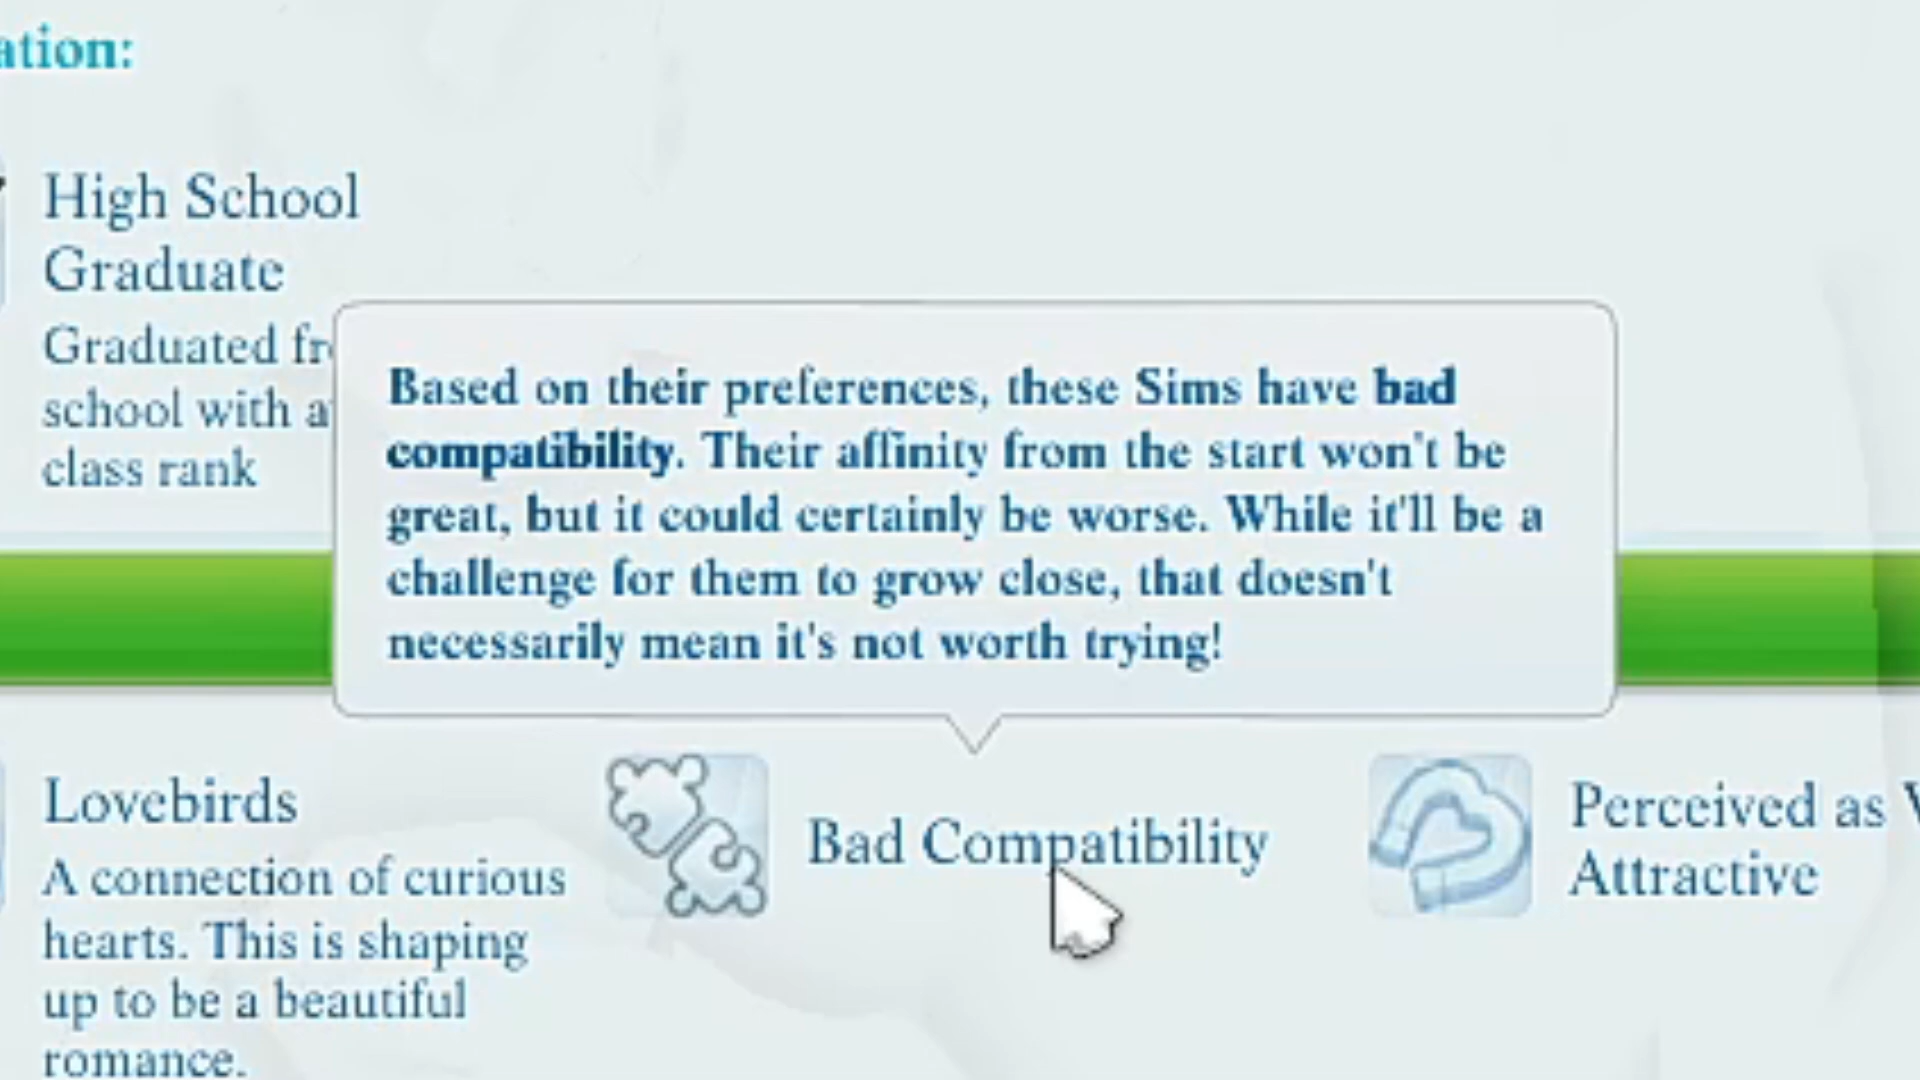 ation:
High School
Graduate
Graduated fr
school with a
class rank
Based on their preferences, these Sims have bad
compatibility. Their affinity from the start won't be
great, but it could certainly be worse. While it'll be a
challenge for them to grow close, that doesn't
necessarily mean it's not worth trying!
Lovebirds
A connection of curious
hearts. This is shaping
up to be a beautiful
romance.
Bad Compatibility
Perceived as
Attractive